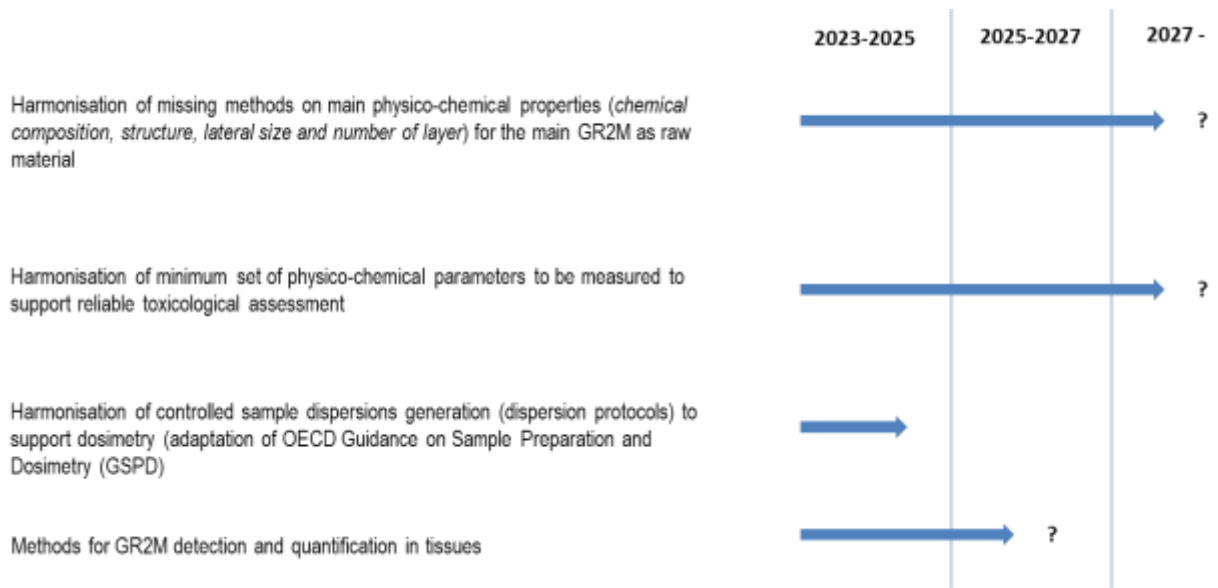 2023-2025 2025-2027 2027 -
Harmonisation of missing methods on main physico-chemical properties (chemical
composition, structure, lateral size and number of layer) for the main GR2M as raw
material
?
Harmonisation of minimum set of physico-chemical parameters to be measured to
support reliable toxicological assessment
?
Harmonisation of controlled sample dispersions generation (dispersion protocols) to
support dosimetry (adaptation of OECD Guidance on Sample Preparation and
Dosimetry (GSPD)
Methods for GR2M detection and quantification in tissues
?